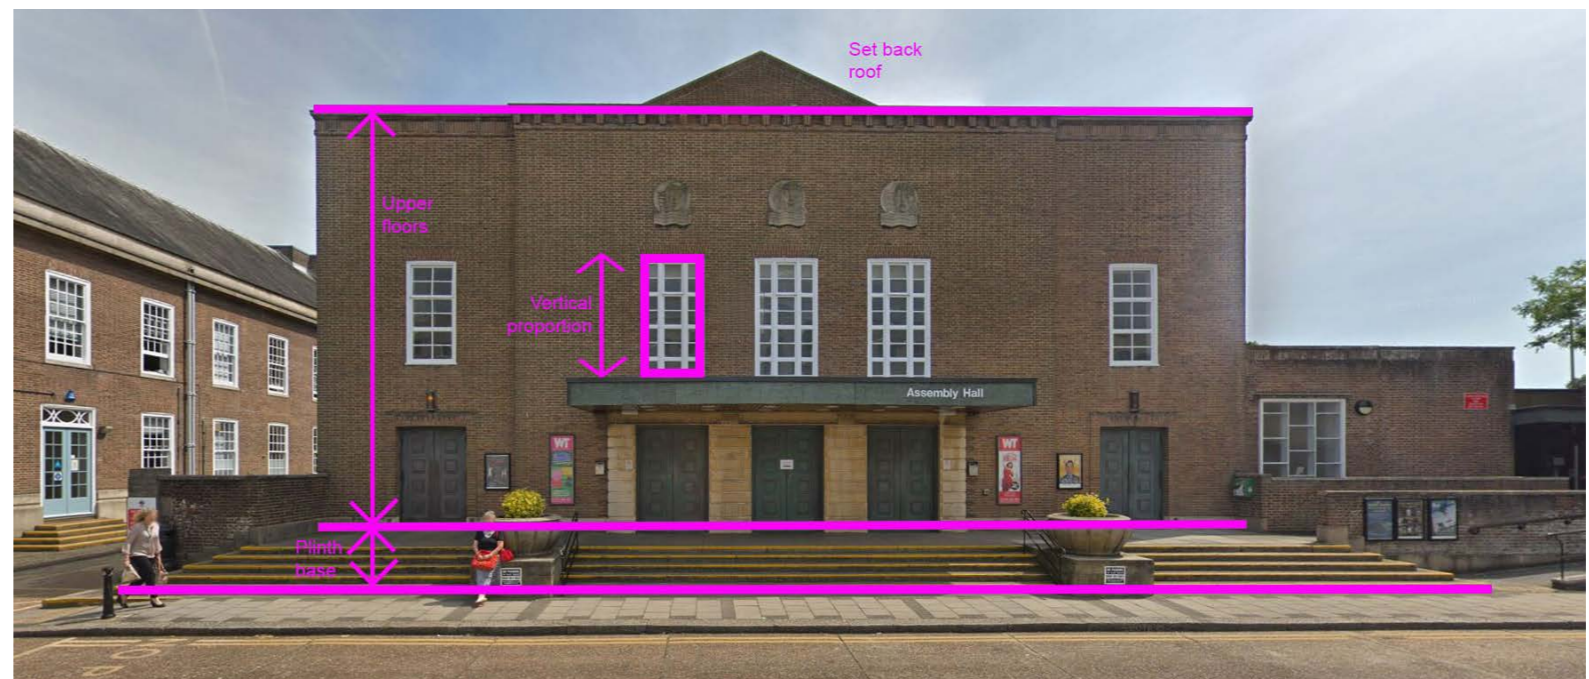 Set back
roof
Upper
floors
Vertical
proportion
Assembly Hall
WT
WT
Plinth
base